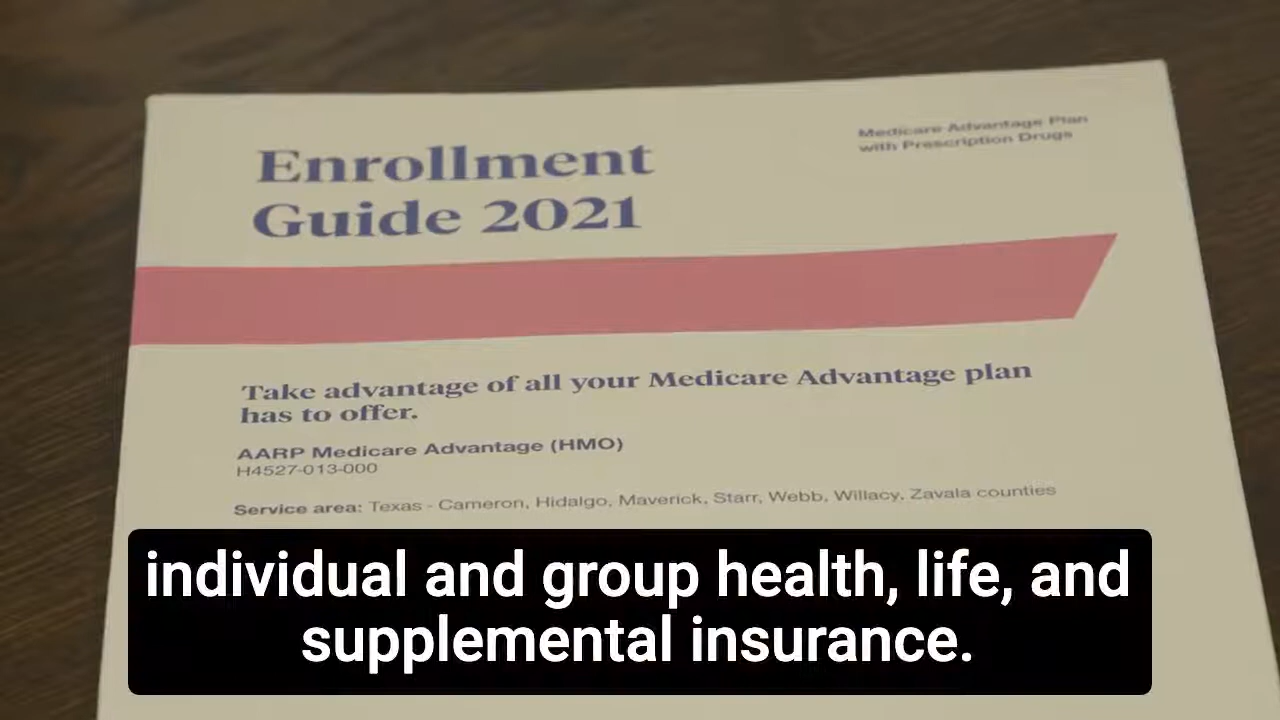 Enrollment
Guide 2021
Medicare Advantage Plan
with Prescription Drugs
Take advantage of all your Medicare Advantage plan
has to offer.
AARP Medicare Advantage (HMO)
H4527-013-000
Service area: Texas - Cameron, Hidalgo, Maverick, Starr, Webb, Willacy, Zavala counties
individual and group health, life, and
supplemental insurance.